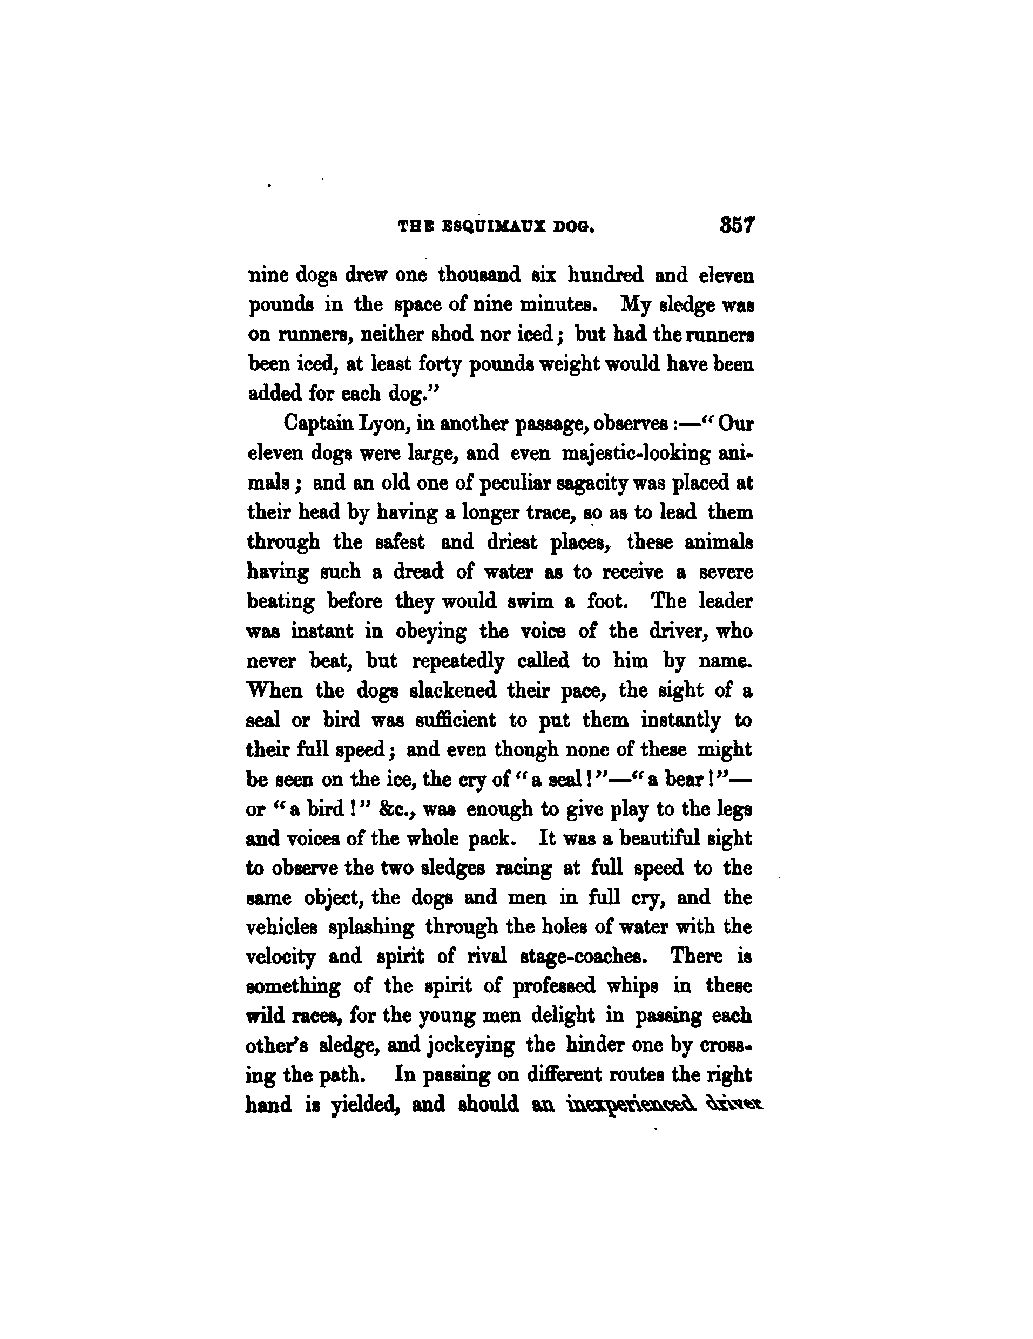 THE ESQUIMAUX DOG. 357
nine dogs drew one thousand six hundred and eleven
pounds in the space of nine minutes. My sledge was
on runners, neither shod nor iced; but had the runners
been iced, at least forty pounds weight would have been
added for each dog.”
Captain Lyon, in another passage, observes:—“Our
eleven dogs were large, and even majestic-looking ani-
mals; and an old one of peculiar sagacity was placed at
their head by having a longer trace, so as to lead them
through the safest and driest places, these animals
having such a dread of water as to receive a severe
beating before they would swim a foot. The leader
was instant in obeying the voice of the driver, who
never beat, but repeatedly called to him by name.
When the dogs slackened their pace, the sight of a
seal or bird was sufficient to put them instantly to
their full speed; and even though none of these might
be seen on the ice, the cry of “a seal!”—“a bear!”—
or “a bird!” &c., was enough to give play to the legs
and voices of the whole pack. It was a beautiful sight
to observe the two sledges racing at full speed to the
same object, the dogs and men in full cry, and the
vehicles splashing through the holes of water with the
velocity and spirit of rival stage-coaches. There is
something of the spirit of professed whips in these
wild races, for the young men delight in passing each
other's sledge, and jockeying the hinder one by cross-
ing the path. In passing on different routes the right
hand is yielded, and should an inexperienced driver